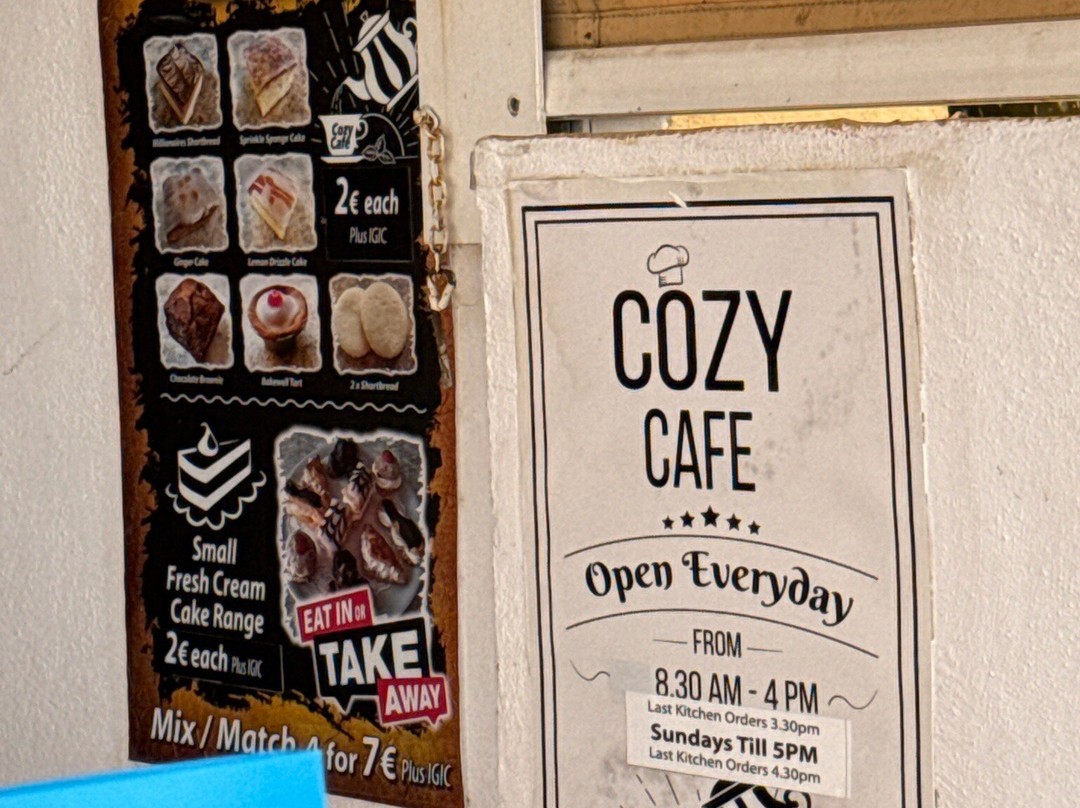 Millionaires Shortbread
Sprinkle Sponge Cake
Cozy
Cafe
Ginger Cake
Lemon Drizzle Cake
2€ each
Plus IGIC
Chocolate Brownie
Bakewell Tart
2 x Shortbread
Small
Fresh Cream
Cake Range
2€ each Plus IGIC
EAT IN OR
TAKE
AWAY
Mix / Match 4 for 7€ Plus IGIC
COZY
CAFE
Open Everyday
FROM
8.30 AM - 4 PM
Last Kitchen Orders 3.30pm
Sundays Till 5PM
Last Kitchen Orders 4.30pm